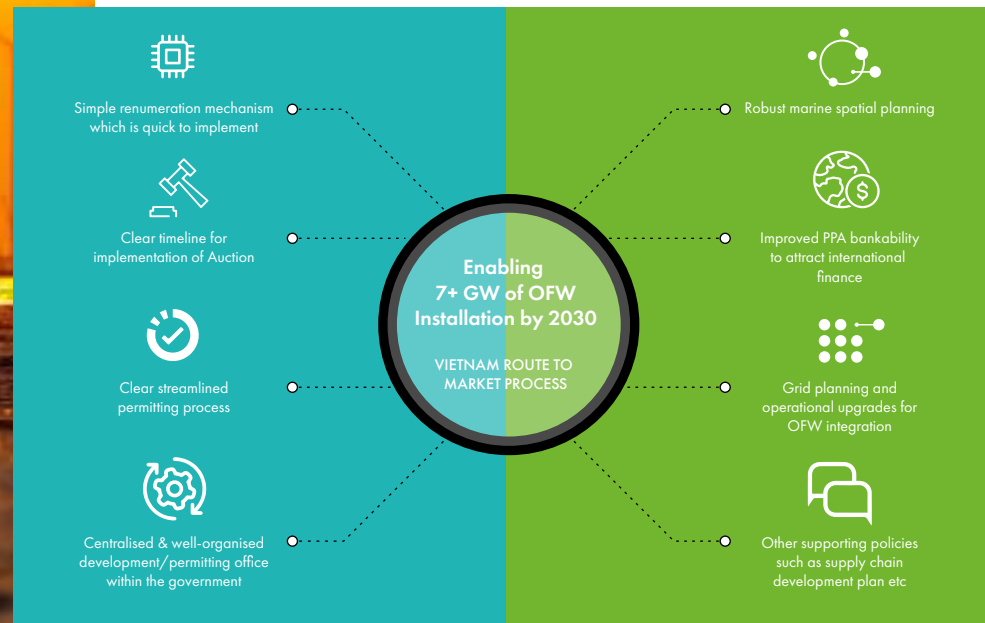 Simple renumeration mechanism
which is quick to implement
Clear timeline for
implementation of Auction
Clear streamlined
permitting process
Centralised & well-organised
development/permitting office
within the government
Enabling
7+ GW of OFW
Installation by 2030
VIETNAM ROUTE TO
MARKET PROCESS
Robust marine spatial planning
$
Improved PPA bankability
to attract international
finance
Grid planning and
operational upgrades for
OFW integration
Other supporting policies
such as supply chain
development plan etc